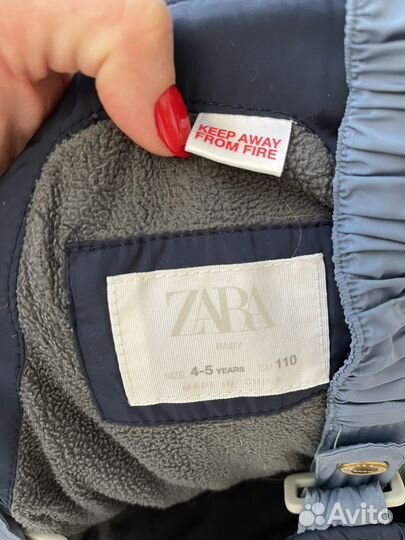 KEEP AWAY
FROM FIRE
ZARA
BABY
SIZE 4-5 YEARS CM 110
MADE IN CHINA
Avito